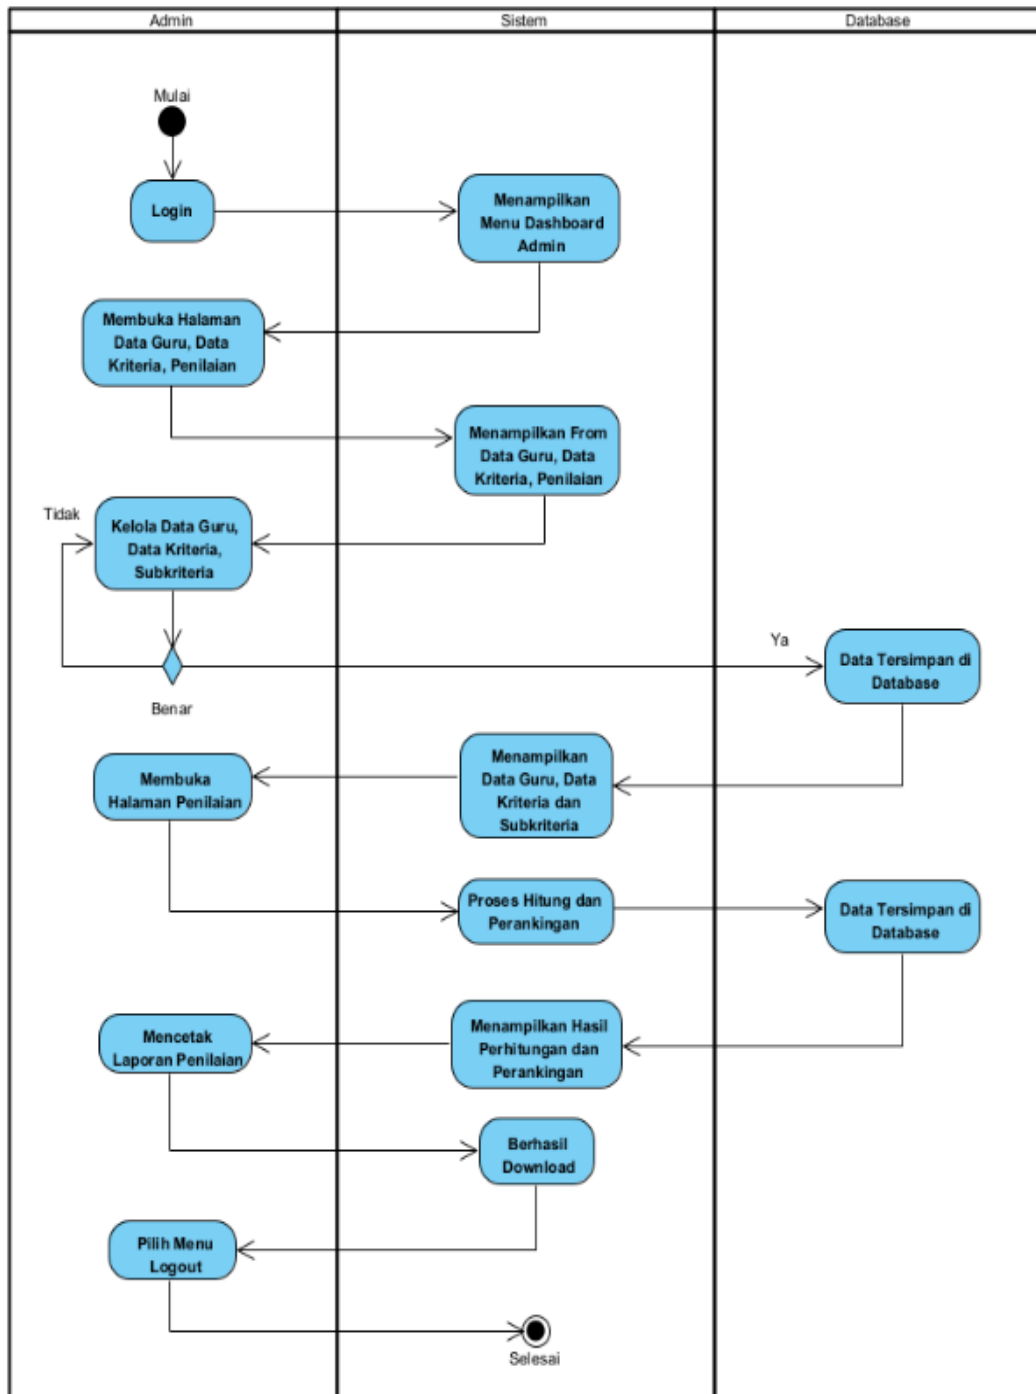 Admin
Sistem
Database
Mulai
Login
Menampilkan
Menu Dashboard
Admin
Membuka Halaman
Data Guru, Data
Kriteria, Penilaian
Menampilkan From
Data Guru, Data
Kriteria, Penilaian
Tidak
Kelola Data Guru,
Data Kriteria,
Subkriteria
Ya
Data Tersimpan di
Database
Benar
Menampilkan
Data Guru, Data
Kriteria dan
Subkriteria
Membuka
Halaman Penilaian
Proses Hitung dan
Perankingan
Data Tersimpan di
Database
Menampilkan Hasil
Perhitungan dan
Perankingan
Mencetak
Laporan Penilaian
Berhasil
Download
Pilih Menu
Logout
Selesai